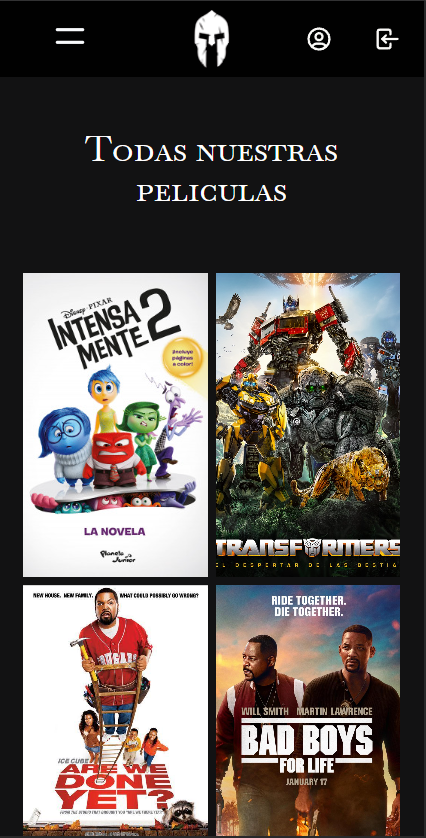 Todas nuestras
peliculas
Disney PIXAR
INTENSA
MENTE 2
Incluye
páginas
a color!
LA NOVELA
Planeta
Junior
TRANSFORMERS
EL DESPERTAR DE LAS BESTIA
NEW HOUSE. NEW FAMILY. WHAT COULD POSSIBLY GO WRONG?
ICE CUBE
ARE WE
DONE
YET?
RIDE TOGETHER.
DIE TOGETHER.
WILL SMITH MARTIN LAWRENCE
BAD BOYS
FOR LIFE
JANUARY 17